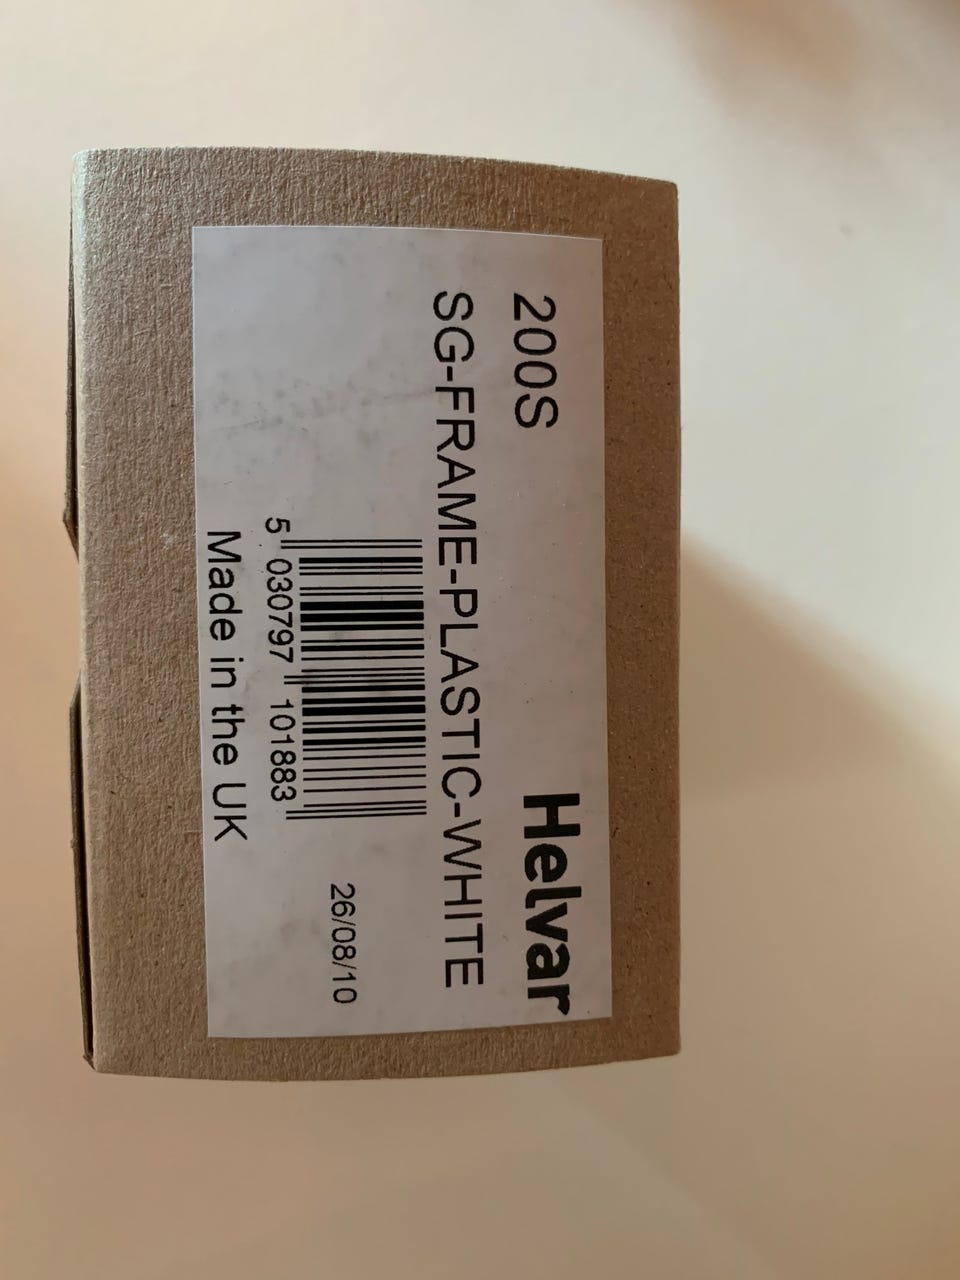 200S Helvar
SG-FRAME-PLASTIC-WHITE
26/08/10
5 030797 101883
Made in the UK